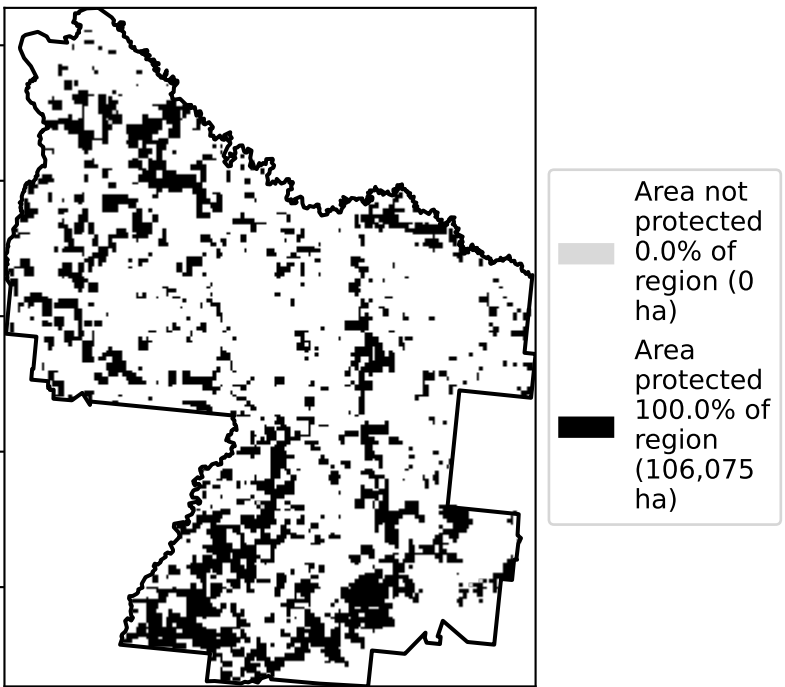 Area not
protected
0.0% of
region (0
ha)
Area
protected
100.0% of
region
(106,075
ha)